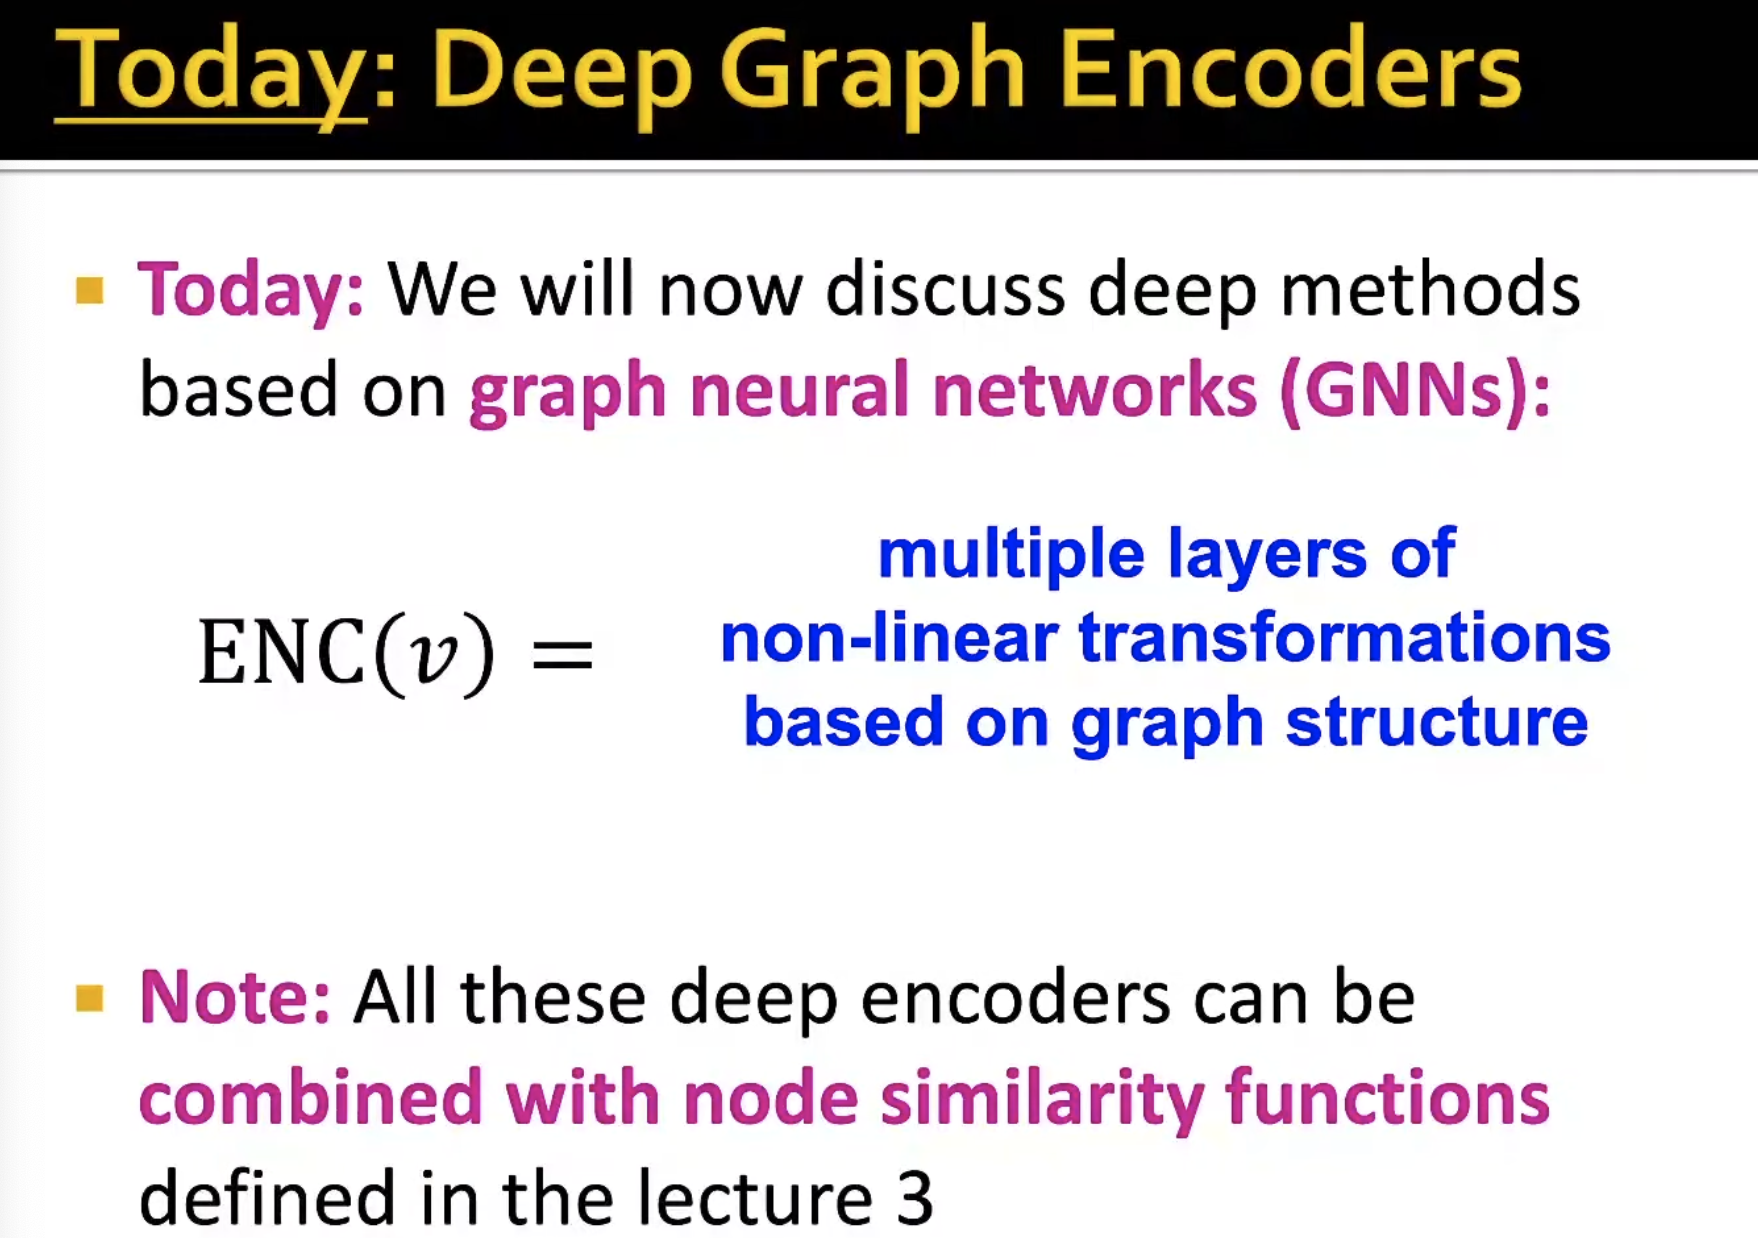 Today: Deep Graph Encoders
Today: We will now discuss deep methods
based on graph neural networks (GNNs):
multiple layers of
ENC(𝑣) = non-linear transformations
based on graph structure
Note: All these deep encoders can be
combined with node similarity functions
defined in the lecture 3